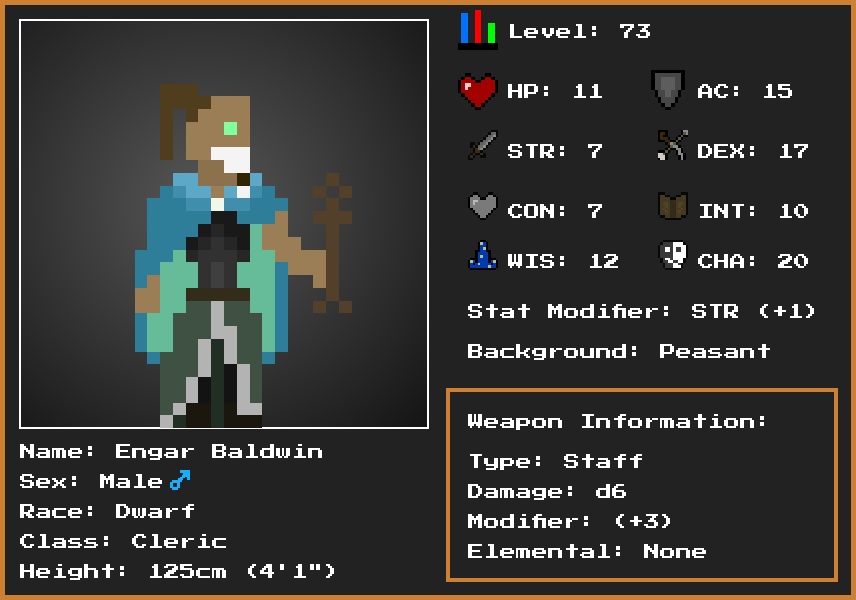 Level: 73
HP: 11 AC: 15
STR: 7 DEX: 17
CON: 7 INT: 10
WIS: 12 CHA: 20
Stat Modifier: STR (+1)
Background: Peasant
Weapon Information:
Type: Staff
Damage: d6
Modifier: (+3)
Elemental: None
Name: Engar Baldwin
Sex: Male ♂
Race: Dwarf
Class: Cleric
Height: 125cm (4'1")